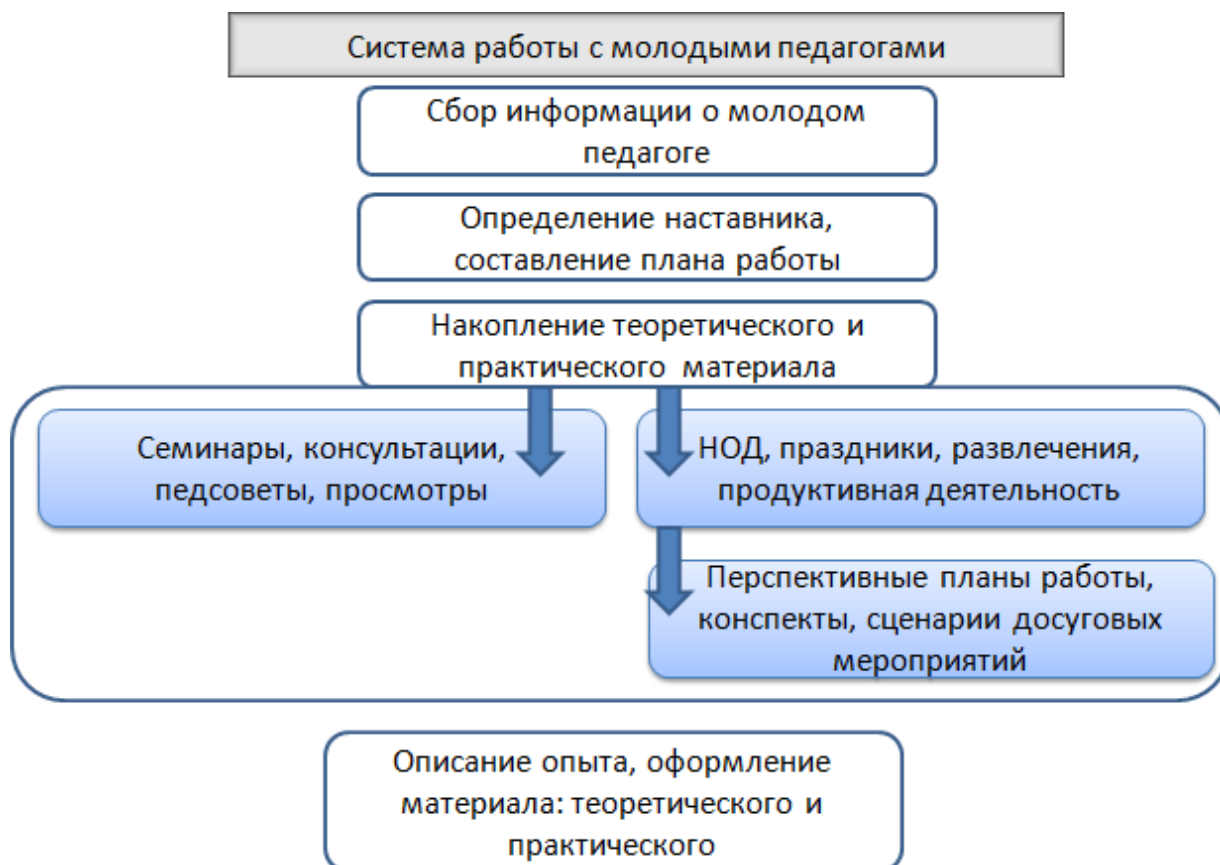 Система работы с молодыми педагогами
Сбор информации о молодом
педагоге
Определение наставника,
составление плана работы
Накопление теоретического и
практического материала
Семинары, консультации,
педсоветы, просмотры
НОД, праздники, развлечения,
продуктивная деятельность
Перспективные планы работы,
конспекты, сценарии досуговых
мероприятий
Описание опыта, оформление
материала: теоретического и
практического